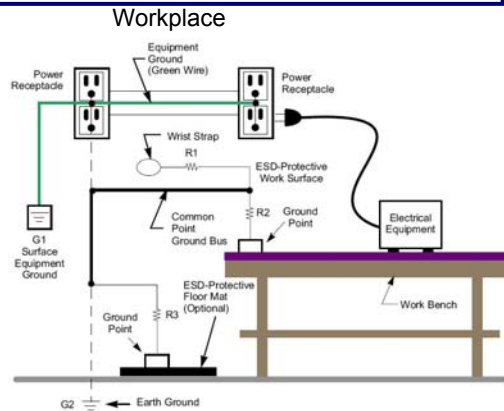 Workplace
Equipment
Ground
(Green Wire)
Power
Receptacle
Power
Receptacle
Wrist Strap
R1
ESD-Protective
Work Surface
R2
Ground
Point
Common
Point
Ground Bus
Electrical
Equipment
G1
Surface
Equipment
Ground
ESD-Protective
Floor Mat
(Optional)
Work Bench
Ground
Point
R3
G2
Earth Ground